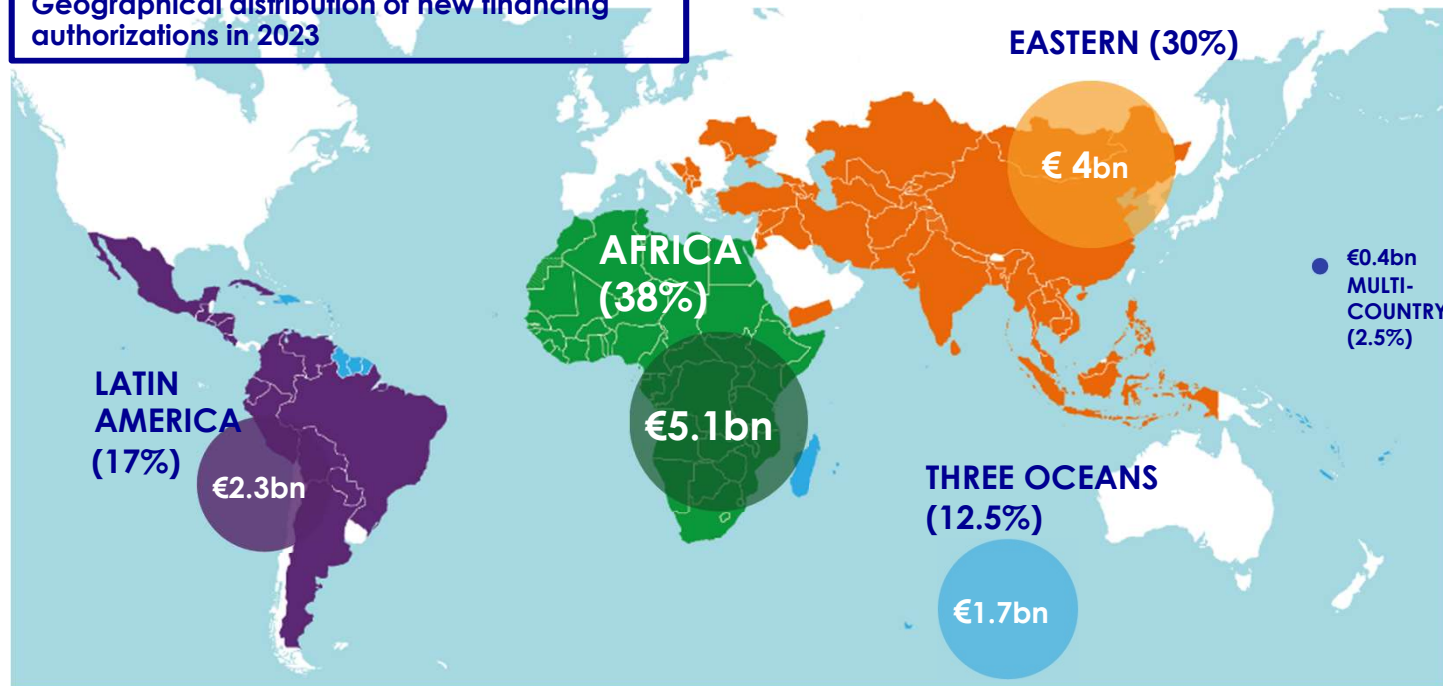 Geographical distribution of new financing
authorizations in 2023
EASTERN (30%)
€ 4bn
AFRICA
(38%)
€5.1bn
€0.4bn
MULTI-
COUNTRY
(2.5%)
LATIN
AMERICA
(17%)
€2.3bn
THREE OCEANS
(12.5%)
€1.7bn